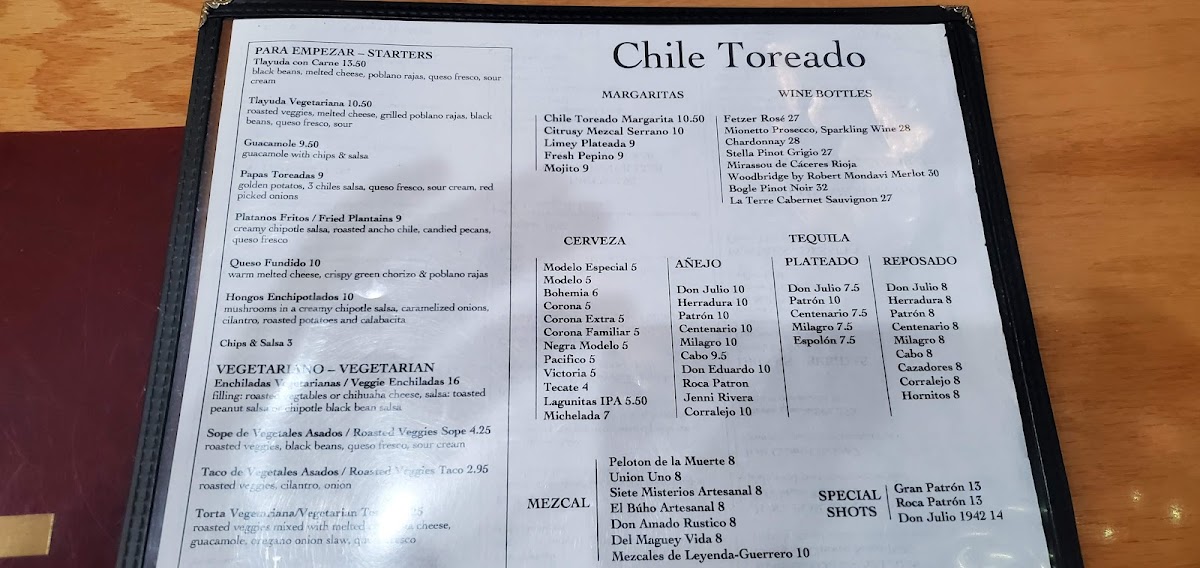 PARA EMPEZAR – STARTERS
Tlayuda con Carne 13.50
black beans, melted cheese, poblano rajas, queso fresco, sour
cream
Tlayuda Vegetariana 10.50
roasted veggies, melted cheese, grilled poblano rajas, black
beans, queso fresco, sour
Guacamole 9.50
guacamole with chips & salsa
Papas Toreadas 9
golden potatos, 3 chiles salsa, queso fresco, sour cream, red
picked onions
Platanos Fritos / Fried Plantains 9
creamy chipotle salsa, roasted ancho chile, candied pecans,
queso fresco
Queso Fundido 10
warm melted cheese, crispy green chorizo & poblano rajas
Hongos Enchipotlados 10
mushrooms in a creamy chipotle salsa, caramelized onions,
cilantro, roasted potatoes and calabacita
Chips & Salsa 3
VEGETARIANO – VEGETARIAN
Enchiladas Vegetarianas / Veggie Enchiladas 16
filling: roasted vegtables or chihuaha cheese, salsa: toasted
peanut salsa or chipotle black bean salsa
Sope de Vegetales Asados / Roasted Veggies Sope 4.25
roasted veggies, black beans, queso fresco, sour cream
Taco de Vegetales Asados / Roasted Veggies Taco 2.95
roasted veggies, cilantro, onion
Torta Vegetariana/Vegetarian
roasted veggies mixed with melted cheese,
guacamole, oregano onion slaw, queso fresco
Chile Toreado
MARGARITAS
Chile Toreado Margarita 10.50
Citrusy Mezcal Serrano 10
Limey Plateada 9
Fresh Pepino 9
Mojito 9
WINE BOTTLES
Fetzer Rosé 27
Mionetto Prosecco, Sparkling Wine 28
Chardonnay 28
Stella Pinot Grigio 27
Mirassou de Cáceres Rioja
Woodbridge by Robert Mondavi Merlot 30
Bogle Pinot Noir 32
La Terre Cabernet Sauvignon 27
CERVEZA
Modelo Especial 5
Modelo 5
Bohemia 6
Corona 5
Corona Extra 5
Corona Familiar 5
Negra Modelo 5
Pacifico 5
Victoria 5
Tecate 4
Lagunitas IPA 5.50
Michelada 7
TEQUILA
AÑEJO
Don Julio 10
Herradura 10
Patrón 10
Centenario 10
Milagro 10
Cabo 9.5
Don Eduardo 10
Roca Patron
Jenni Rivera
Corralejo 10
PLATEADO
Don Julio 7.5
Patrón 10
Centenario 7.5
Milagro 7.5
Espolón 7.5
REPOSADO
Don Julio 8
Herradura 8
Patrón 8
Centenario 8
Milagro 8
Cabo 8
Cazadores 8
Corralejo 8
Hornitos 8
MEZCAL
Peloton de la Muerte 8
Union Uno 8
Siete Misterios Artesanal 8
El Búho Artesanal 8
Don Amado Rustico 8
Del Maguey Vida 8
Mezcales de Leyenda-Guerrero 10
SPECIAL
SHOTS
Gran Patrón 13
Roca Patrón 13
Don Julio 1942 14